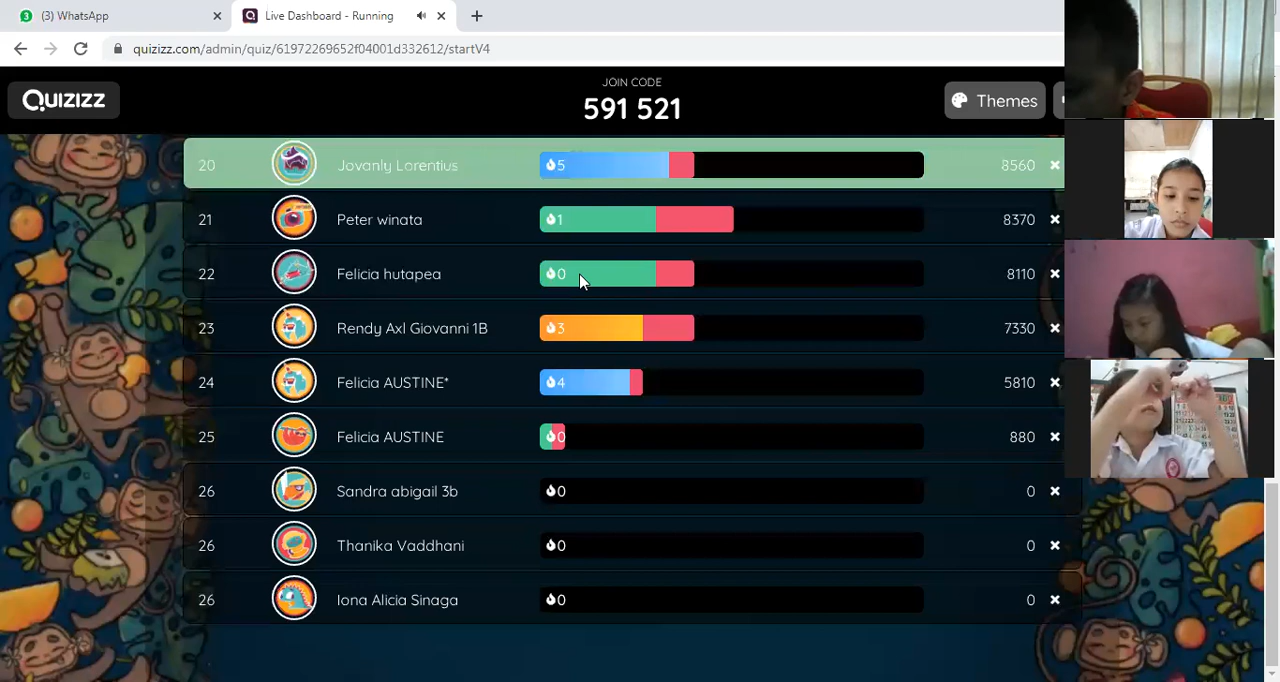 (3) WhatsApp
Live Dashboard - Running
quizizz.com/admin/quiz/61972269652f04001d332612/startV4
QUIZIZZ
JOIN CODE
591 521
Themes
20 Jovanly Lorentius 5 8560
21 Peter winata 1 8370
22 Felicia hutapea 0 8110
23 Rendy Axl Giovanni 1B 3 7330
24 Felicia AUSTINE* 4 5810
25 Felicia AUSTINE 0 880
26 Sandra abigail 3b 0 0
26 Thanika Vaddhani 0 0
26 Iona Alicia Sinaga 0 0